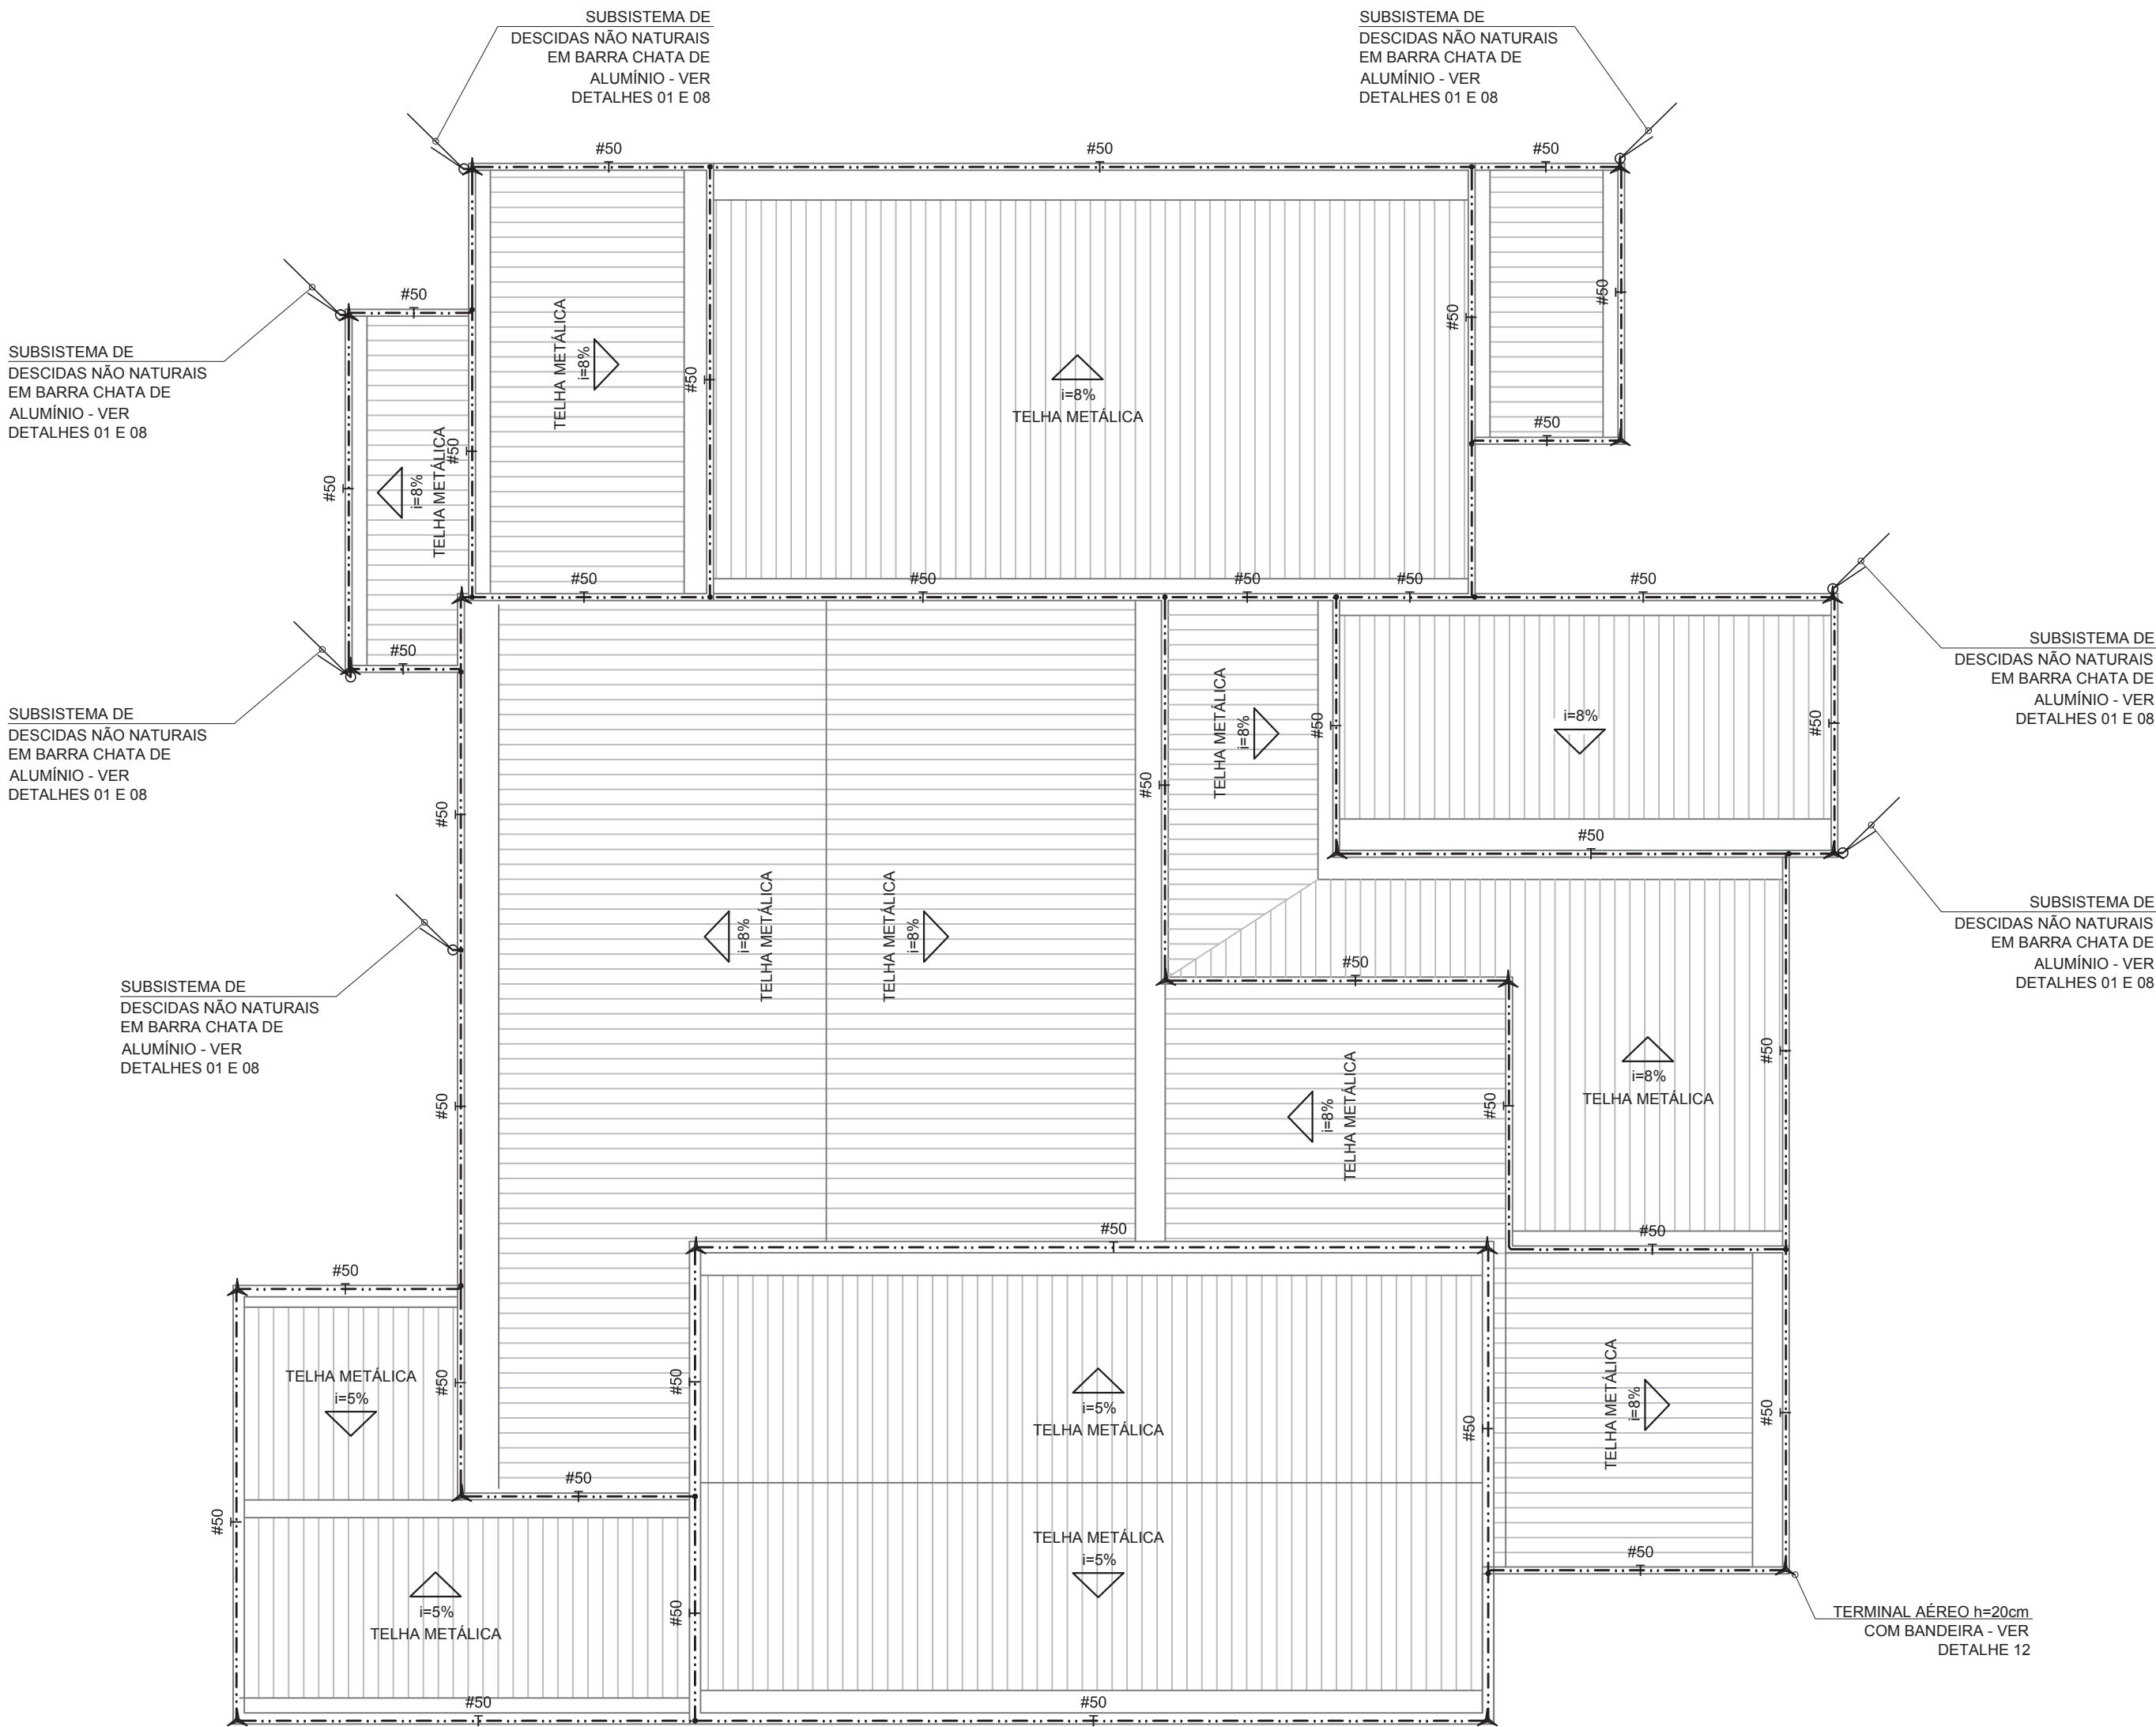 SUBSISTEMA DE
DESCIDAS NÃO NATURAIS
EM BARRA CHATA DE
ALUMÍNIO - VER
DETALHES 01 E 08
SUBSISTEMA DE
DESCIDAS NÃO NATURAIS
EM BARRA CHATA DE
ALUMÍNIO - VER
DETALHES 01 E 08
#50
#50
#50
#50
#50
#50
#50
SUBSISTEMA DE
DESCIDAS NÃO NATURAIS
EM BARRA CHATA DE
ALUMÍNIO - VER
DETALHES 01 E 08
TELHA METÁLICA
i=8%
#50
i=8%
TELHA METÁLICA
#50
#50
#50
i=8%
TELHA METÁLICA
#50
#50
#50
#50
#50
#50
SUBSISTEMA DE
DESCIDAS NÃO NATURAIS
EM BARRA CHATA DE
ALUMÍNIO - VER
DETALHES 01 E 08
#50
SUBSISTEMA DE
DESCIDAS NÃO NATURAIS
EM BARRA CHATA DE
ALUMÍNIO - VER
DETALHES 01 E 08
TELHA METÁLICA
i=8%
#50
i=8%
#50
#50
#50
#50
SUBSISTEMA DE
DESCIDAS NÃO NATURAIS
EM BARRA CHATA DE
ALUMÍNIO - VER
DETALHES 01 E 08
i=8%
TELHA METÁLICA
TELHA METÁLICA
i=8%
#50
SUBSISTEMA DE
DESCIDAS NÃO NATURAIS
EM BARRA CHATA DE
ALUMÍNIO - VER
DETALHES 01 E 08
#50
i=8%
TELHA METÁLICA
#50
i=8%
TELHA METÁLICA
#50
#50
#50
#50
TELHA METÁLICA
i=5%
#50
#50
i=5%
TELHA METÁLICA
#50
TELHA METÁLICA
i=8%
#50
#50
#50
TELHA METÁLICA
i=5%
#50
i=5%
TELHA METÁLICA
#50
TERMINAL AÉREO h=20cm
COM BANDEIRA - VER
DETALHE 12
#50
#50